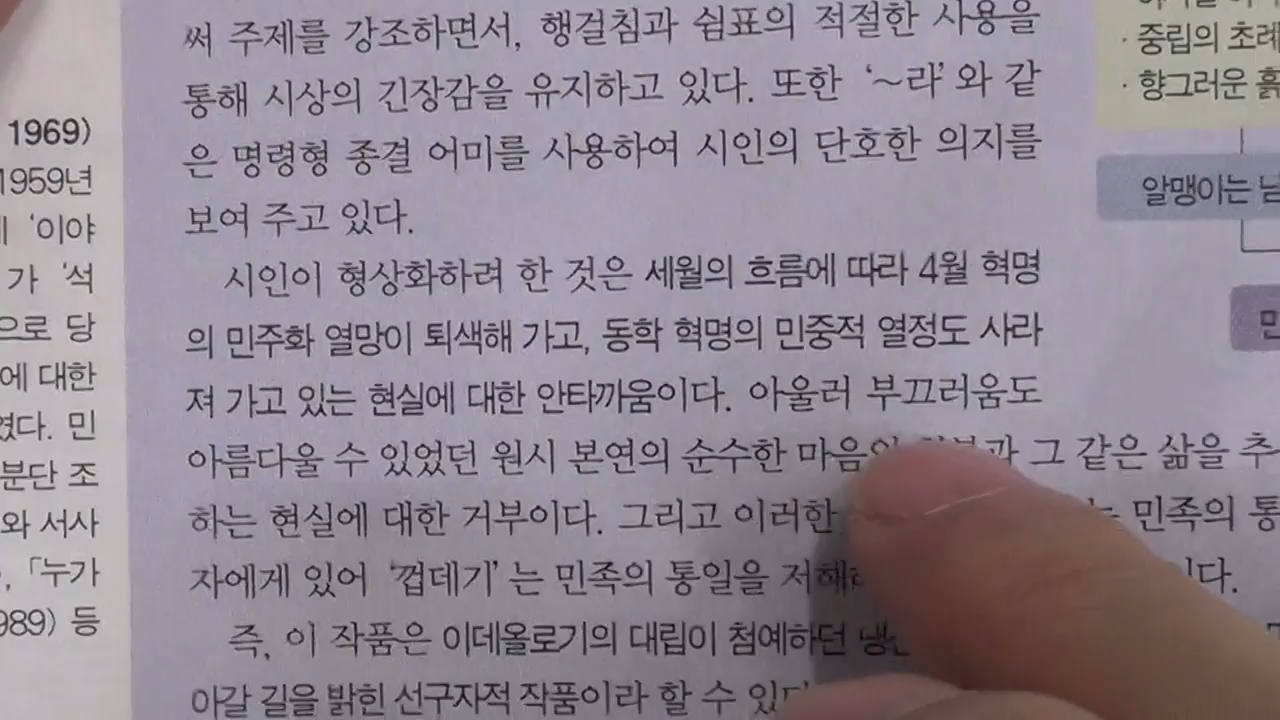 1969)
1959년
'이야
가 '석
으로 당
에 대한
였다. 민
분단 조
와 서사
「누가
989) 등
써 주제를 강조하면서, 행걸침과 쉼표의 적절한 사용을
통해 시상의 긴장감을 유지하고 있다. 또한 '~라'와 같
은 명령형 종결 어미를 사용하여 시인의 단호한 의지를
보여 주고 있다.
시인이 형상화하려 한 것은 세월의 흐름에 따라 4월 혁명
의 민주화 열망이 퇴색해 가고, 동학 혁명의 민중적 열정도 사라
져 가고 있는 현실에 대한 안타까움이다. 아울러 부끄러움도
아름다울 수 있었던 원시 본연의 순수한 마음 그 같은 삶을 추
하는 현실에 대한 거부이다. 그리고 이러한 민족의 통
자에게 있어 '껍데기'는 민족의 통일을 저해
즉, 이 작품은 이데올로기의 대립이 첨예하던
아갈 길을 밝힌 선구자적 작품이라 할 수 있다
· 중립의 초례
· 향그러운 흙
알맹이는 남
민